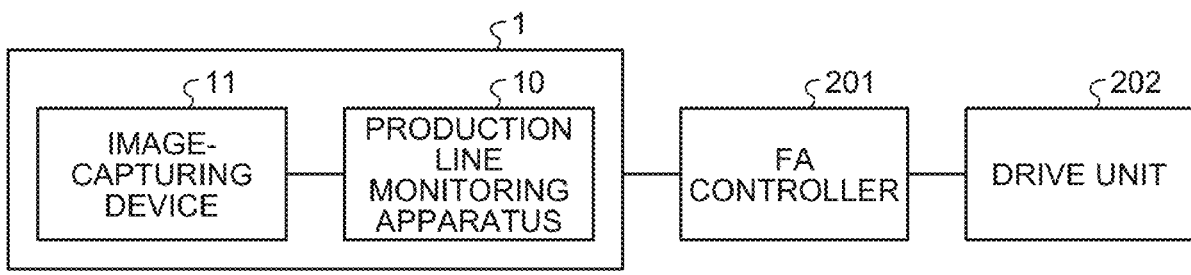 1
11
10
201
202
IMAGE-
CAPTURING
DEVICE
PRODUCTION
LINE
MONITORING
APPARATUS
FA
CONTROLLER
DRIVE UNIT